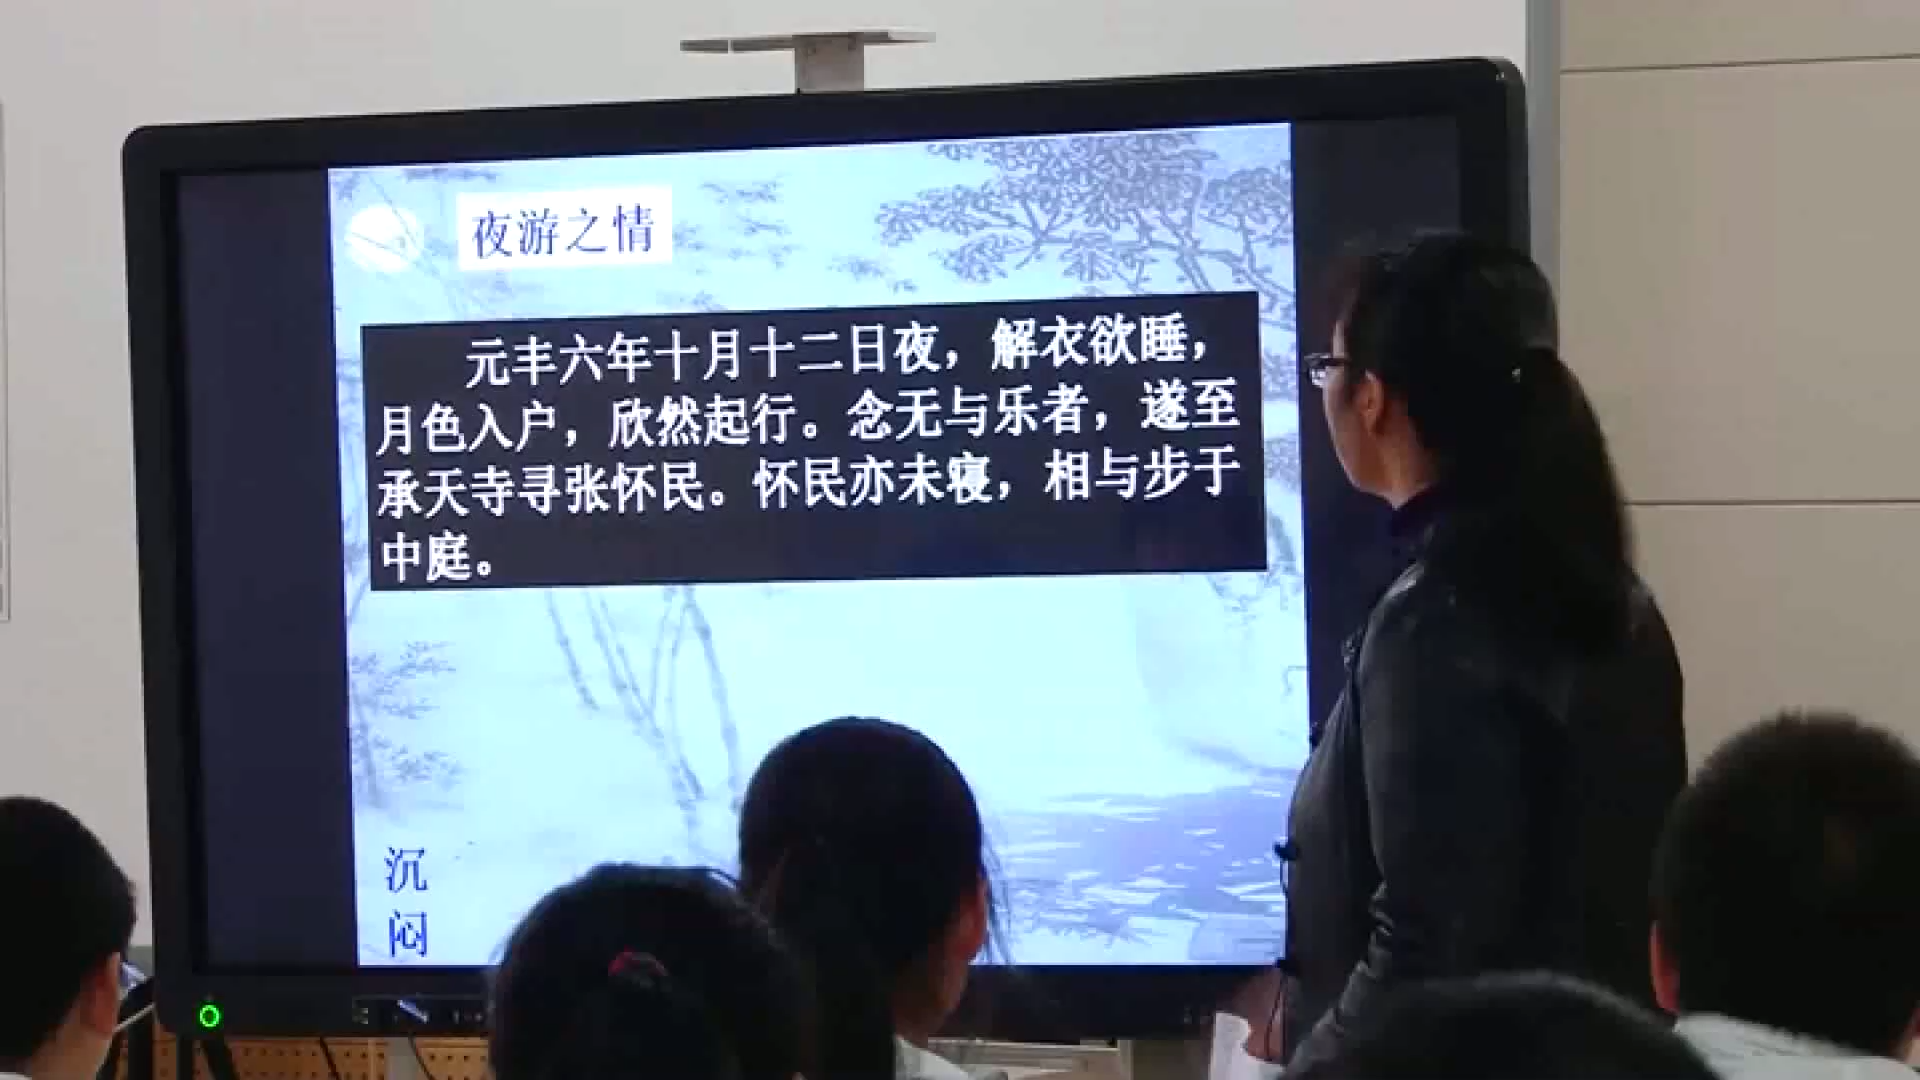 夜游之情
元丰六年十月十二日夜，解衣欲睡，
月色入户，欣然起行。念无与乐者，遂至
承天寺寻张怀民。怀民亦未寝，相与步于
中庭。
沉
闷